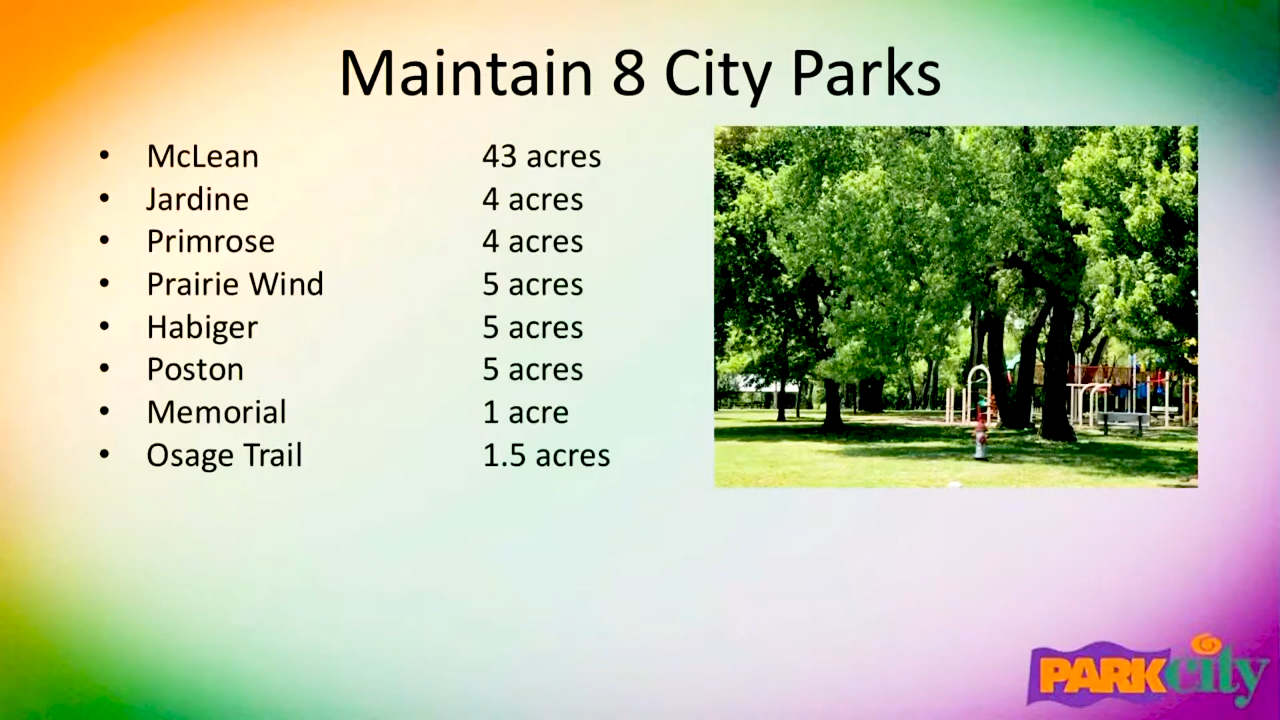 Maintain 8 City Parks
• McLean 43 acres
• Jardine 4 acres
• Primrose 4 acres
• Prairie Wind 5 acres
• Habiger 5 acres
• Poston 5 acres
• Memorial 1 acre
• Osage Trail 1.5 acres
PARK city